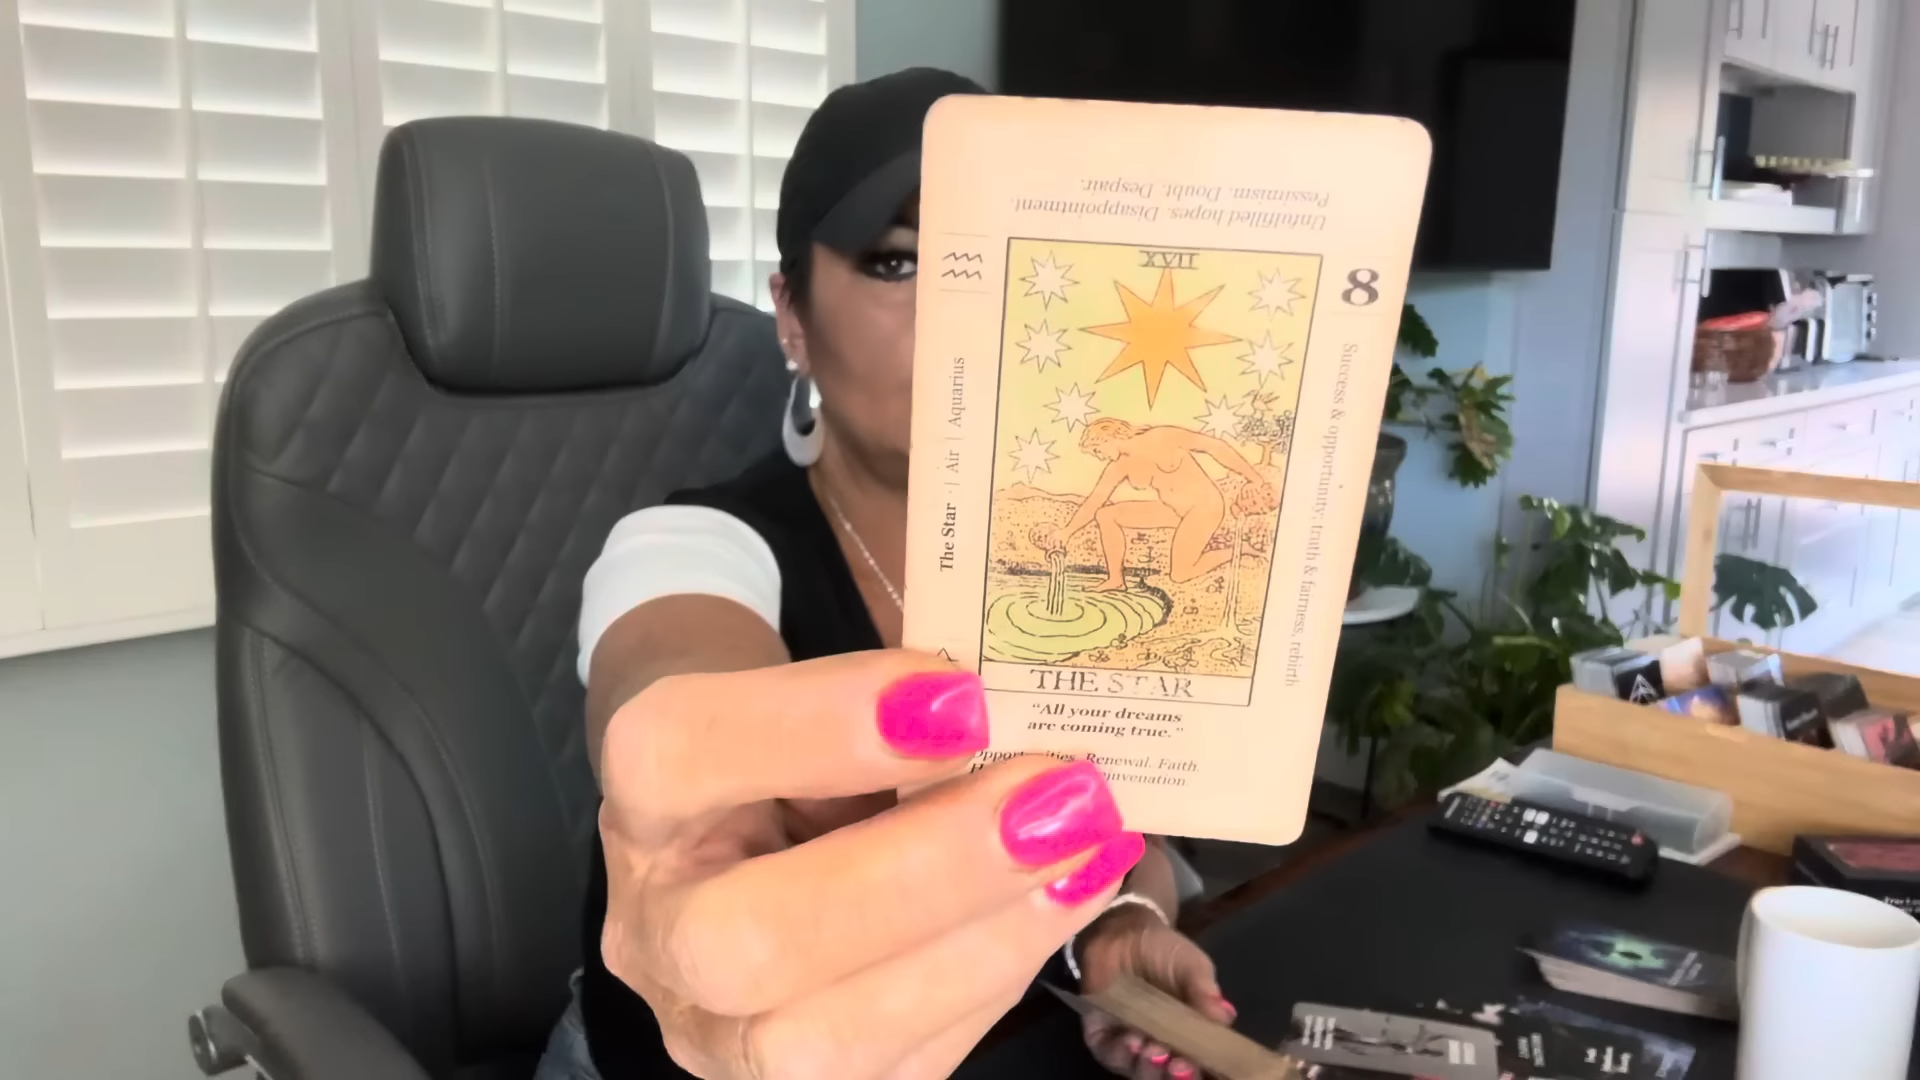 Unfulfilled hopes. Disappointment.
Pessimism. Doubt. Despair.
XVII
8
The Star | Air | Aquarius
Success & opportunity, truth & fairness, rebirth
THE STAR
"All your dreams
are coming true."
Renewal. Faith.